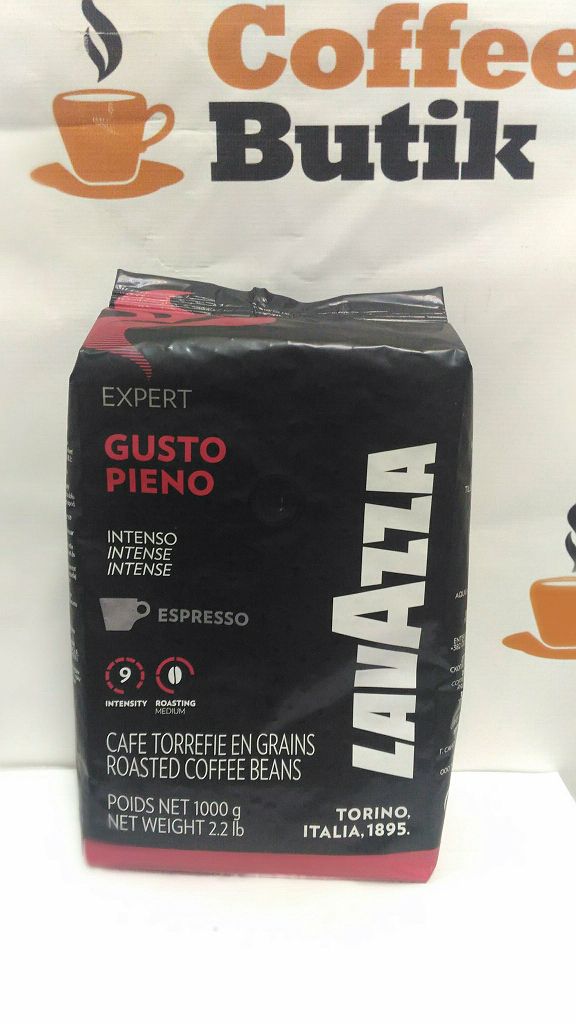 Coffee
Butik
EXPERT
GUSTO
PIENO
INTENSO
INTENSE
INTENSE
ESPRESSO
9
INTENSITY
ROASTING
MEDIUM
CAFE TORREFIE EN GRAINS
ROASTED COFFEE BEANS
POIDS NET 1000 g
NET WEIGHT 2.2 lb
LAVAZZA
TORINO,
ITALIA, 1895.